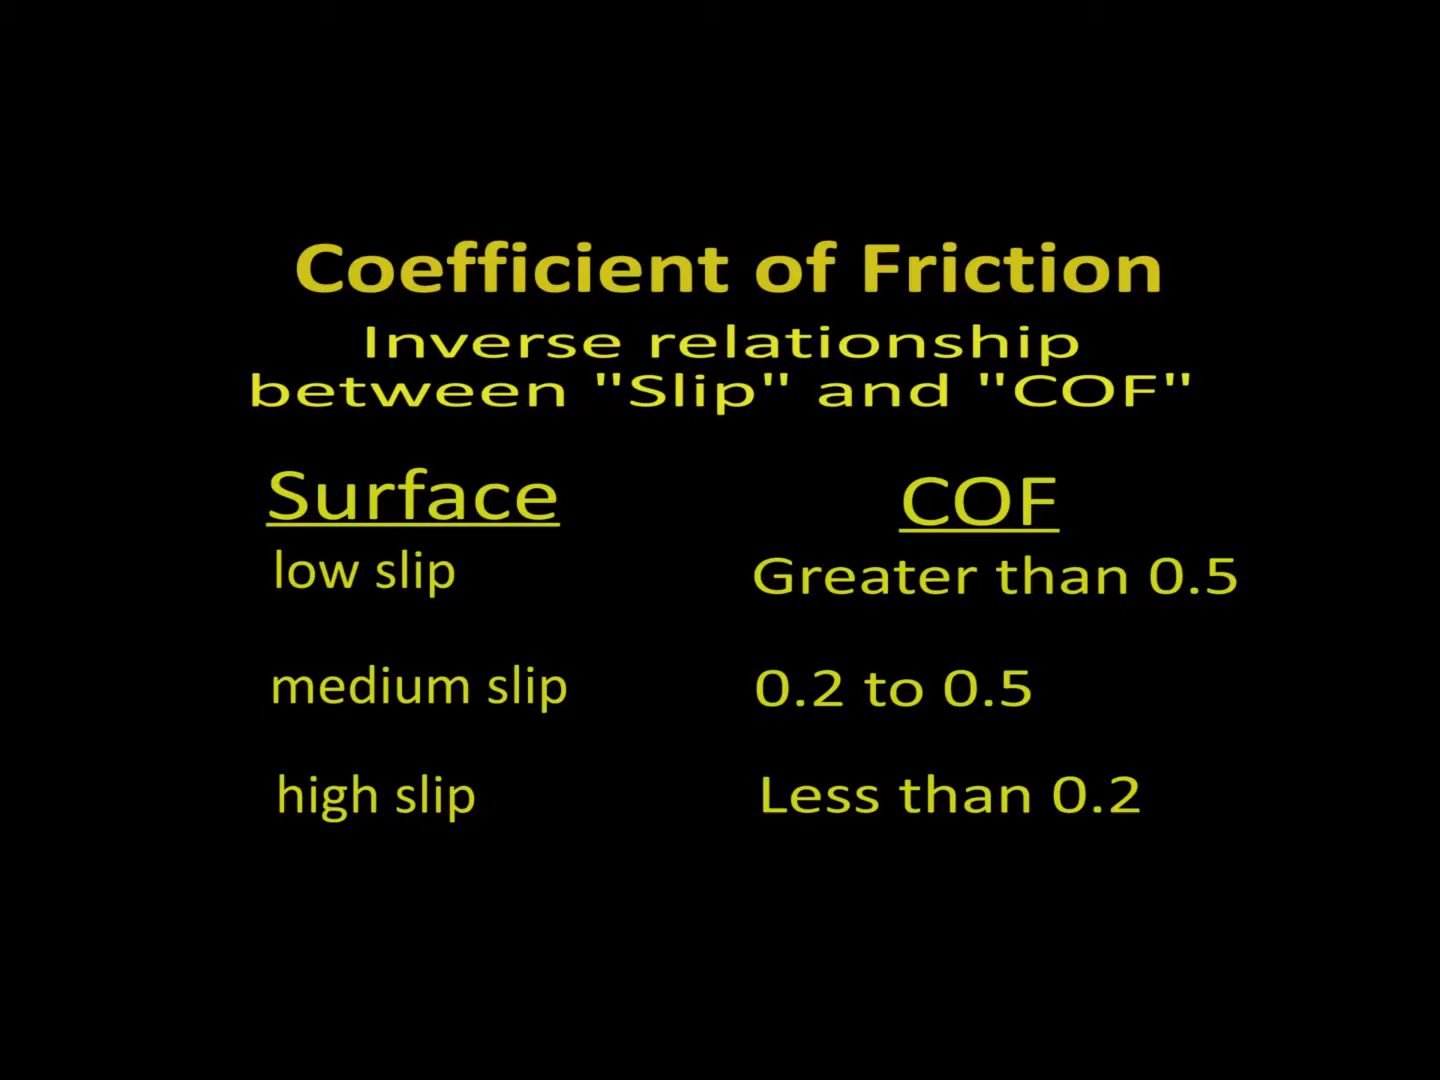 Coefficient of Friction
Inverse relationship
between "Slip" and "COF"
Surface COF
low slip Greater than 0.5
medium slip 0.2 to 0.5
high slip Less than 0.2